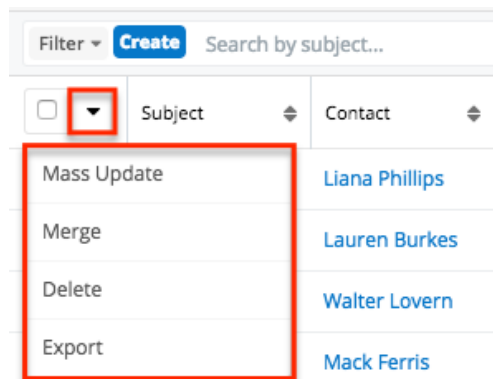 Filter Create Search by subject...
Subject Contact
Mass Update Liana Phillips
Merge Lauren Burkes
Delete Walter Lovern
Export Mack Ferris